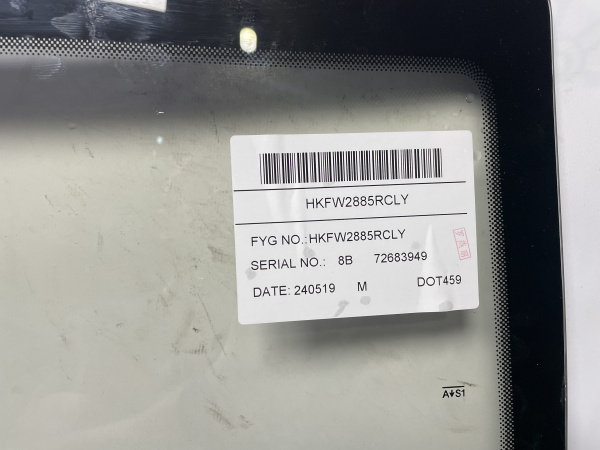 HKFW2885RCLY
FYG NO.:HKFW2885RCLY
SERIAL NO.: 8B 72683949
DATE: 240519 M DOT459
A↓S1